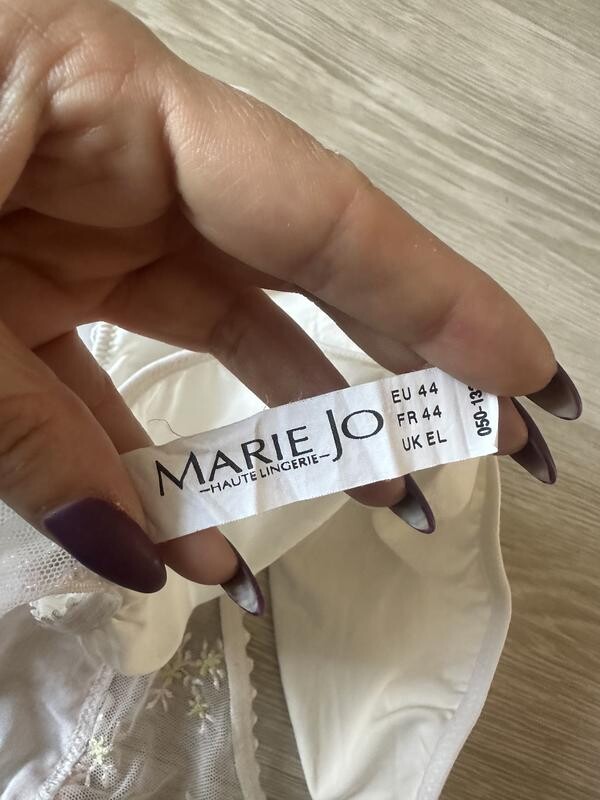 MARIE JO
—HAUTE LINGERIE—
EU 44
FR 44
UK EL